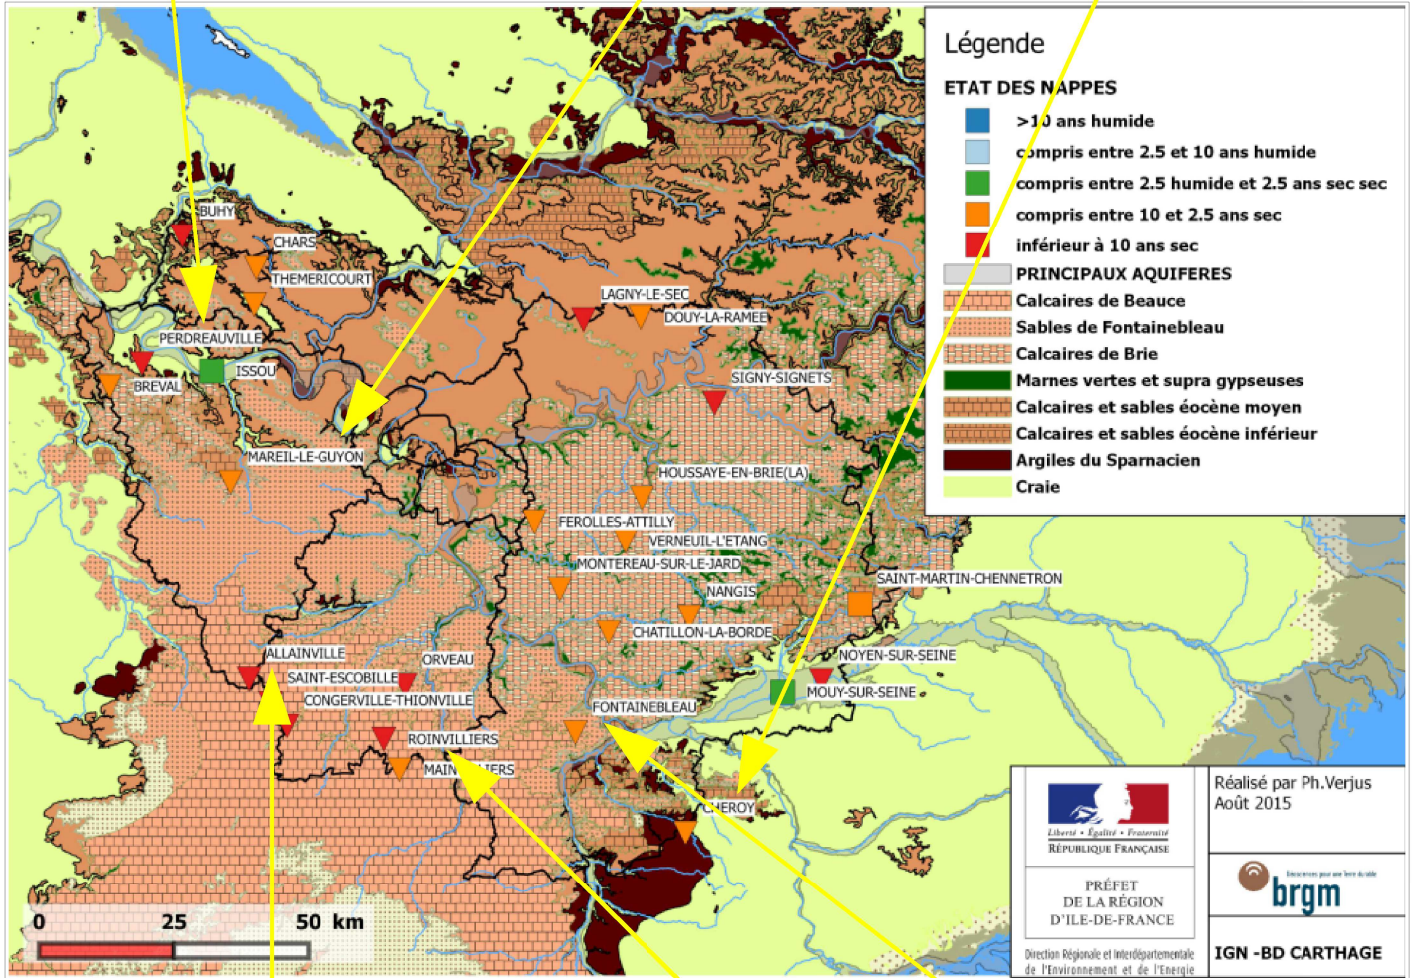 Légende
ETAT DES NAPPES
>10 ans humide
compris entre 2.5 et 10 ans humide
compris entre 2.5 humide et 2.5 ans sec sec
compris entre 10 et 2.5 ans sec
inférieur à 10 ans sec
PRINCIPAUX AQUIFERES
Calcaires de Beauce
Sables de Fontainebleau
Calcaires de Brie
Marnes vertes et supra gypseuses
Calcaires et sables éocène moyen
Calcaires et sables éocène inférieur
Argiles du Sparnacien
Craie
BUHY
CHARS
THEMERICOURT
LAGNY-LE-SEC
DOUY-LA-RAMEE
PERDREAUVILLE
ISSOU
BREVAL
SIGNY-SIGNETS
MAREIL-LE-GUYON
HOUSSAYE-EN-BRIE(LA)
FEROLLES-ATTILLY
VERNEUIL-L'ETANG
MONTEREAU-SUR-LE-JARD
SAINT-MARTIN-CHENNETRON
NANGIS
CHATILLON-LA-BORDE
ALLAINVILLE
ORVEAU
NOYEN-SUR-SEINE
SAINT-ESCOBILLE
MOUY-SUR-SEINE
CONGERVILLE-THIONVILLE
FONTAINEBLEAU
ROINVILLIERS
MAINVILLIERS
CHEROY
0 25 50 km
Liberté • Égalité • Fraternité
RÉPUBLIQUE FRANÇAISE
PRÉFET
DE LA RÉGION
D'ILE-DE-FRANCE
Direction Régionale et Interdépartementale
de l'Environnement et de l'Energie
Réalisé par Ph.Verjus
Août 2015
Géosciences pour une Terre durable
brgm
IGN -BD CARTHAGE